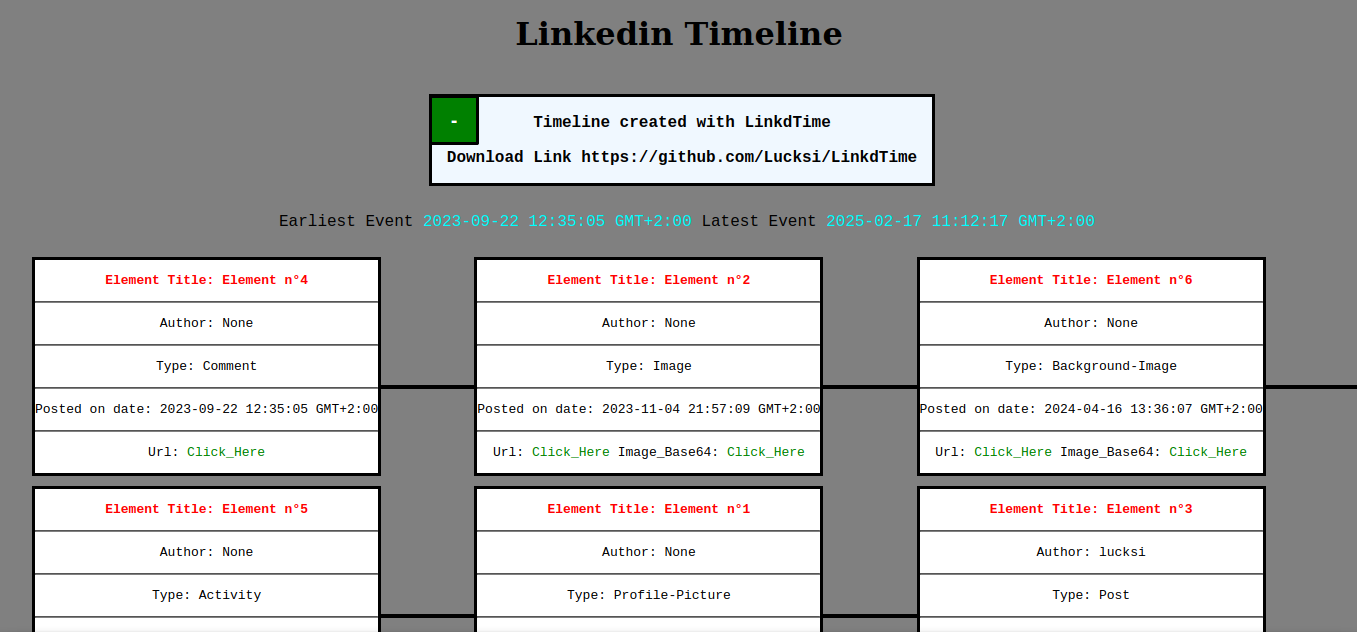 Linkedin Timeline
-
Timeline created with LinkdTime
Download Link https://github.com/Lucksi/LinkdTime
Earliest Event 2023-09-22 12:35:05 GMT+2:00 Latest Event 2025-02-17 11:12:17 GMT+2:00
Element Title: Element n°4
Author: None
Type: Comment
Posted on date: 2023-09-22 12:35:05 GMT+2:00
Url: Click_Here
Element Title: Element n°2
Author: None
Type: Image
Posted on date: 2023-11-04 21:57:09 GMT+2:00
Url: Click_Here Image_Base64: Click_Here
Element Title: Element n°6
Author: None
Type: Background-Image
Posted on date: 2024-04-16 13:36:07 GMT+2:00
Url: Click_Here Image_Base64: Click_Here
Element Title: Element n°5
Author: None
Type: Activity
Element Title: Element n°1
Author: None
Type: Profile-Picture
Element Title: Element n°3
Author: lucksi
Type: Post